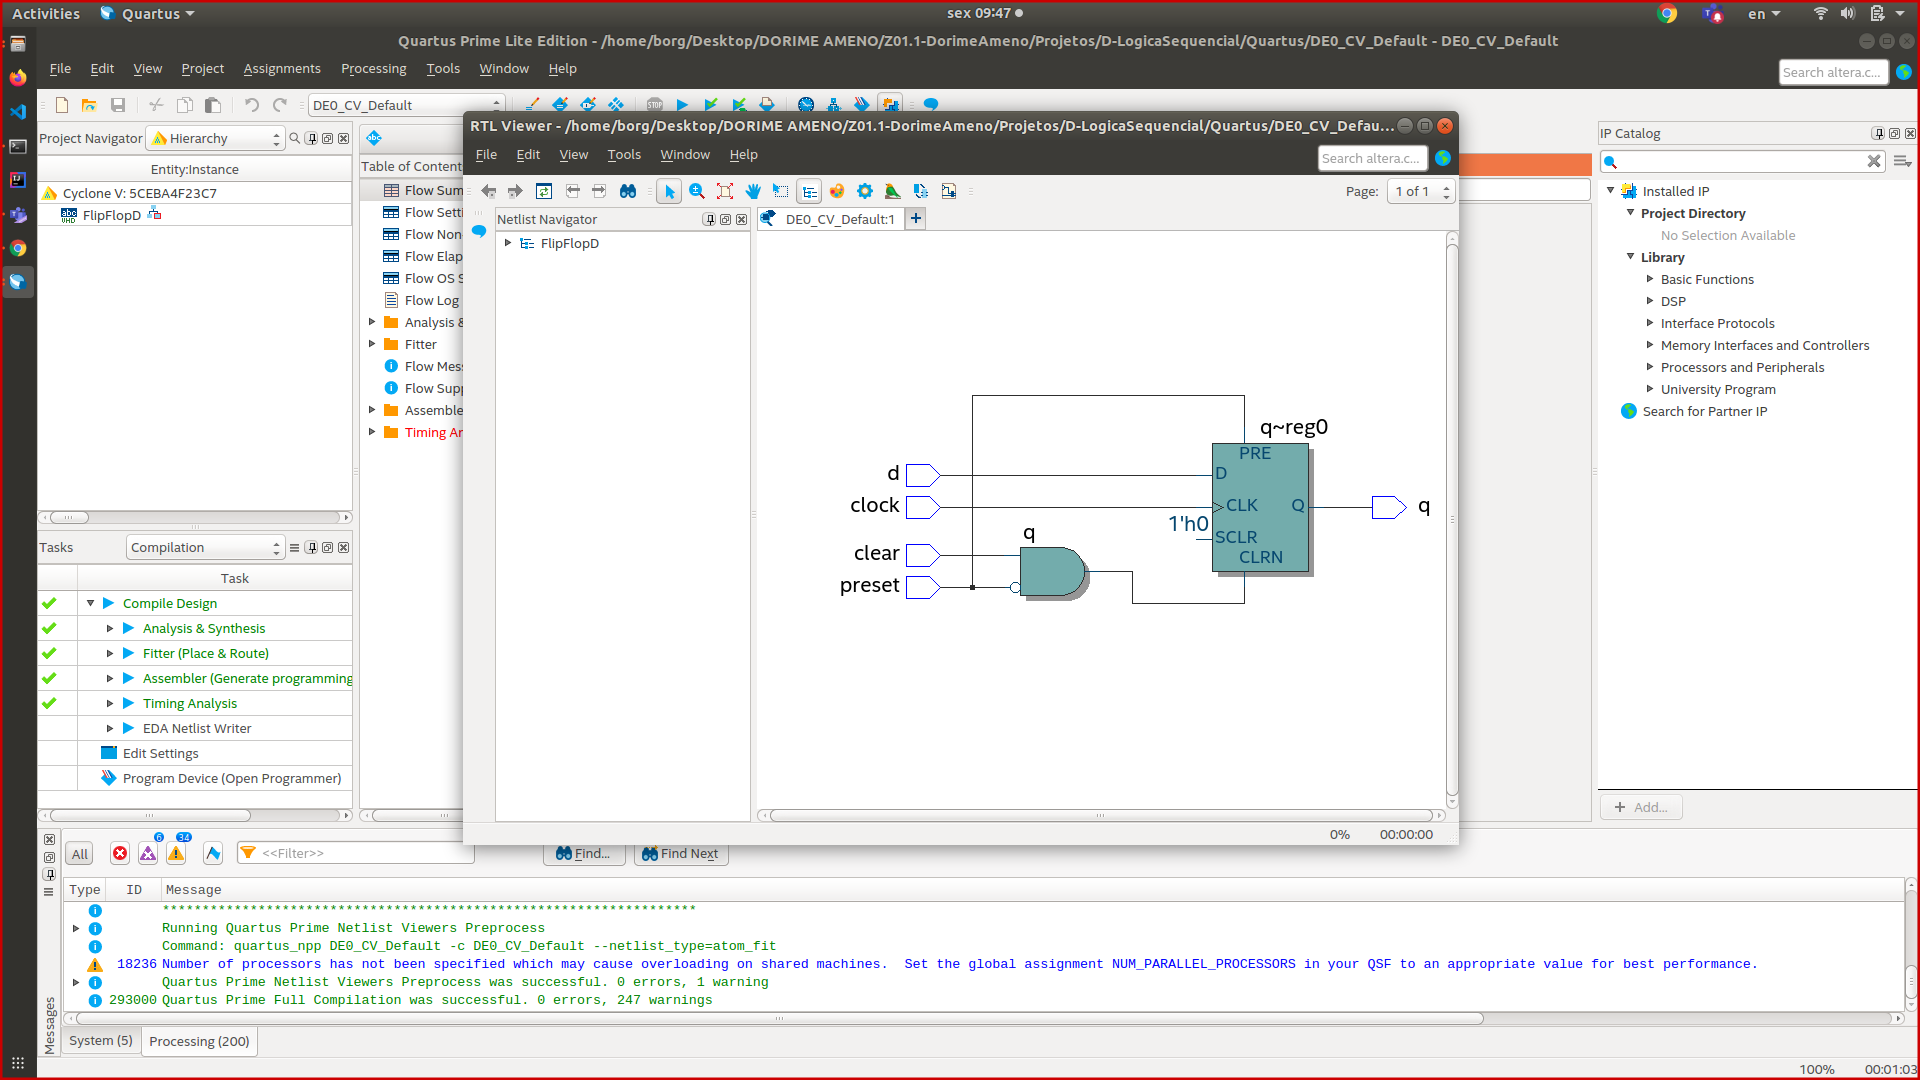 Activities
Quartus
sex 09:47
en
Quartus Prime Lite Edition - /home/borg/Desktop/DORIME AMENO/Z01.1-DorimeAmeno/Projetos/D-LogicaSequencial/Quartus/DE0_CV_Default - DE0_CV_Default
File Edit View Project Assignments Processing Tools Window Help
Search altera.c...
DE0_CV_Default
STOP
Project Navigator
Hierarchy
Entity:Instance
Cyclone V: 5CEBA4F23C7
abc
VHD
FlipFlopD
Tasks
Compilation
Task
Compile Design
Analysis & Synthesis
Fitter (Place & Route)
Assembler (Generate programming
Timing Analysis
EDA Netlist Writer
Edit Settings
Program Device (Open Programmer)
abc
Table of Conten
Flow Sum
Flow Setti
Flow Non
Flow Elap
Flow OS S
Flow Log
Analysis &
Fitter
Flow Mes
Flow Supp
Assemble
Timing Ar
RTL Viewer - /home/borg/Desktop/DORIME AMENO/Z01.1-DorimeAmeno/Projetos/D-LogicaSequencial/Quartus/DE0_CV_Defau...
File Edit View Tools Window Help
Search altera.c...
Page: 1 of 1
Netlist Navigator
FlipFlopD
DE0_CV_Default:1
q~reg0
PRE
d
D
clock
CLK
Q
q
1'h0
SCLR
q
clear
CLRN
preset
0%
00:00:00
IP Catalog
Installed IP
Project Directory
No Selection Available
Library
Basic Functions
DSP
Interface Protocols
Memory Interfaces and Controllers
Processors and Peripherals
University Program
Search for Partner IP
+ Add...
All
6
34
<<Filter>>
Find...
Find Next
Type ID Message
********************************************************************
Running Quartus Prime Netlist Viewers Preprocess
Command: quartus_npp DE0_CV_Default -c DE0_CV_Default --netlist_type=atom_fit
18236 Number of processors has not been specified which may cause overloading on shared machines.  Set the global assignment NUM_PARALLEL_PROCESSORS in your QSF to an appropriate value for best performance.
Quartus Prime Netlist Viewers Preprocess was successful. 0 errors, 1 warning
293000 Quartus Prime Full Compilation was successful. 0 errors, 247 warnings
Messages
System (5)
Processing (200)
100%
00:01:03